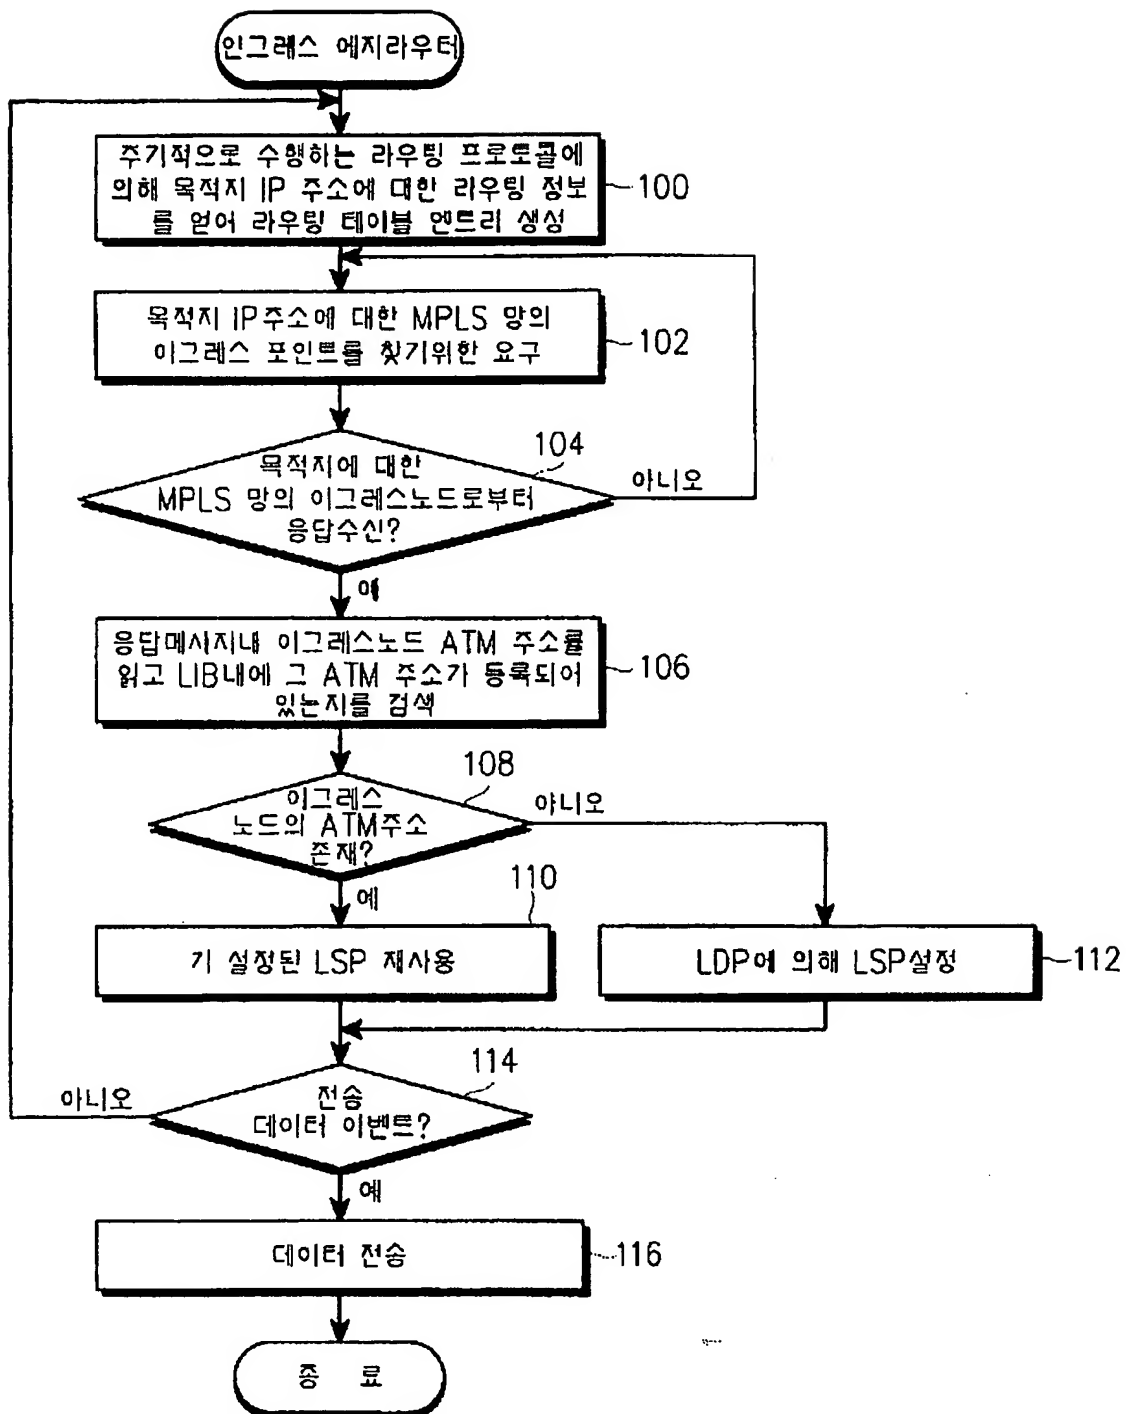 인그레스 에지라우터
주기적으로 수행하는 라우팅 프로토콜에
의해 목적지 IP 주소에 대한 라우팅 정보
를 얻어 라우팅 테이블 엔트리 생성
100
목적지 IP주소에 대한 MPLS 망의
이그레스 포인트를 찾기위한 요구
102
104
목적지에 대한
MPLS 망의 이그레스노드로부터
응답수신?
아니오
예
응답메시지내 이그레스노드 ATM 주소를
읽고 LIB내에 그 ATM 주소가 등록되어
있는지를 검색
106
108
이그레스
노드의 ATM주소
존재?
아니오
예
110
기 설정된 LSP 재사용
LDP에 의해 LSP설정
112
114
전송
데이터 이벤트?
아니오
예
데이터 전송
116
종 료